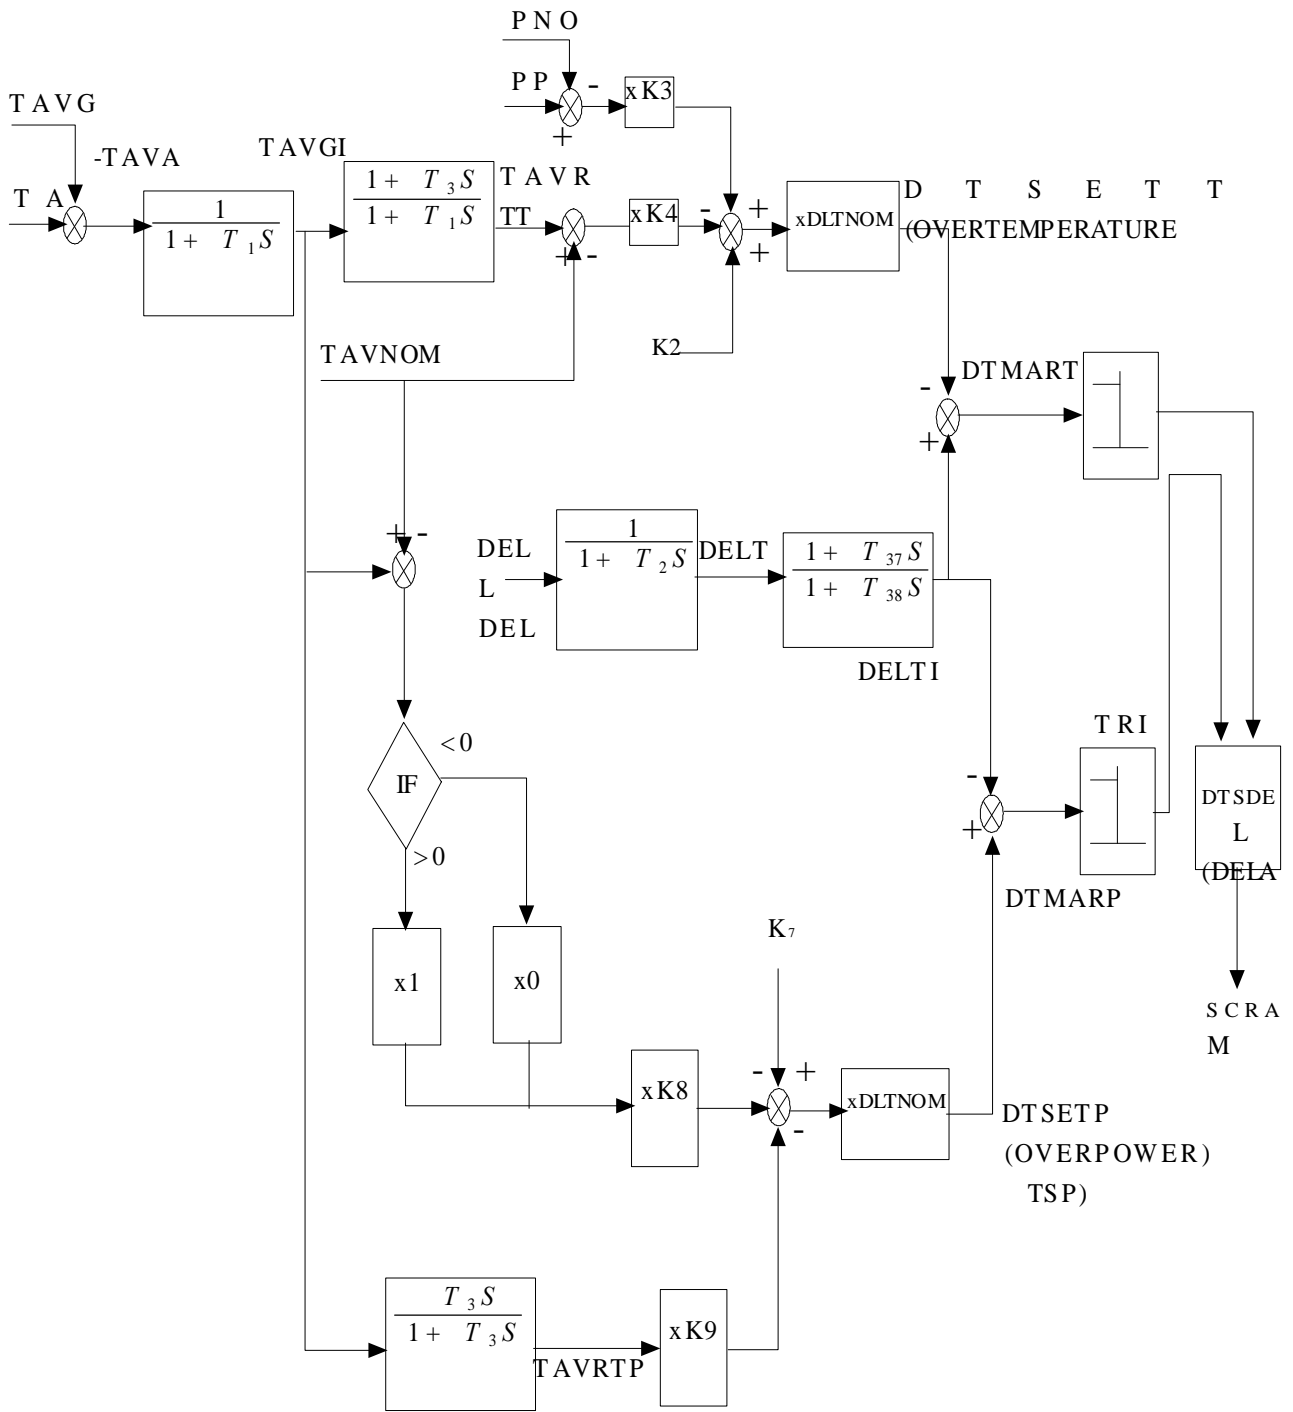 PNO
PP
-
xK3
+
TAVG
-TAVA
TAVGI
TA
1
1 + T1S
1 + T3S
1 + T1S
TAVR
TT
+ -
xK4
-
+
+
xDLTNOM
DTSETT
(OVERTEMPERATURE
K2
TAVNOM
-
+
DTMART
+ -
DEL
L
DEL
1
1 + T2S
DELT
1 + T37S
1 + T38S
DELTI
<0
IF
>0
TRI
-
+
DTMARP
DTSDE
L
(DELA
SCRA
M
x1
x0
K7
xK8
- +
-
xDLTNOM
DTSETP
(OVERPOWER)
TSP)
T3S
1 + T3S
TAVRTP
xK9